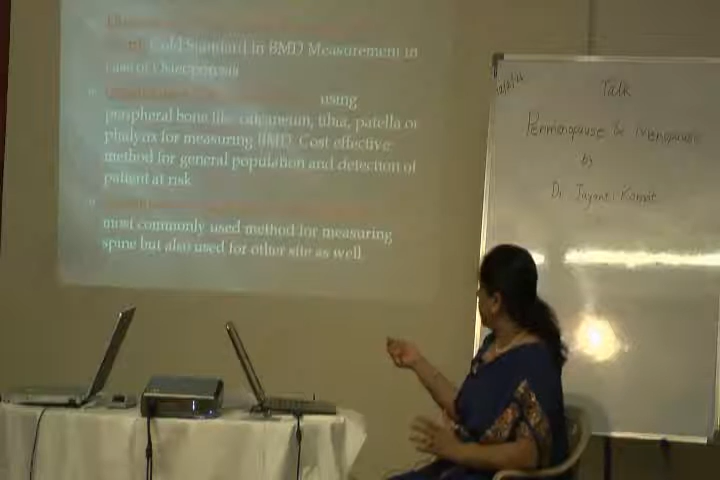 Gold Standard in BMD Measurement in
case of Osteoporosis
using
peripheral bone like calcaneum, tibia, patella or
phalynx for measuring BMD. Cost effective
method for general population and detection of
patient at risk
most commonly used method for measuring
spine but also used for other site as well
Talk
Perimenopause & Menopause
by
Dr Jayanti Kamat